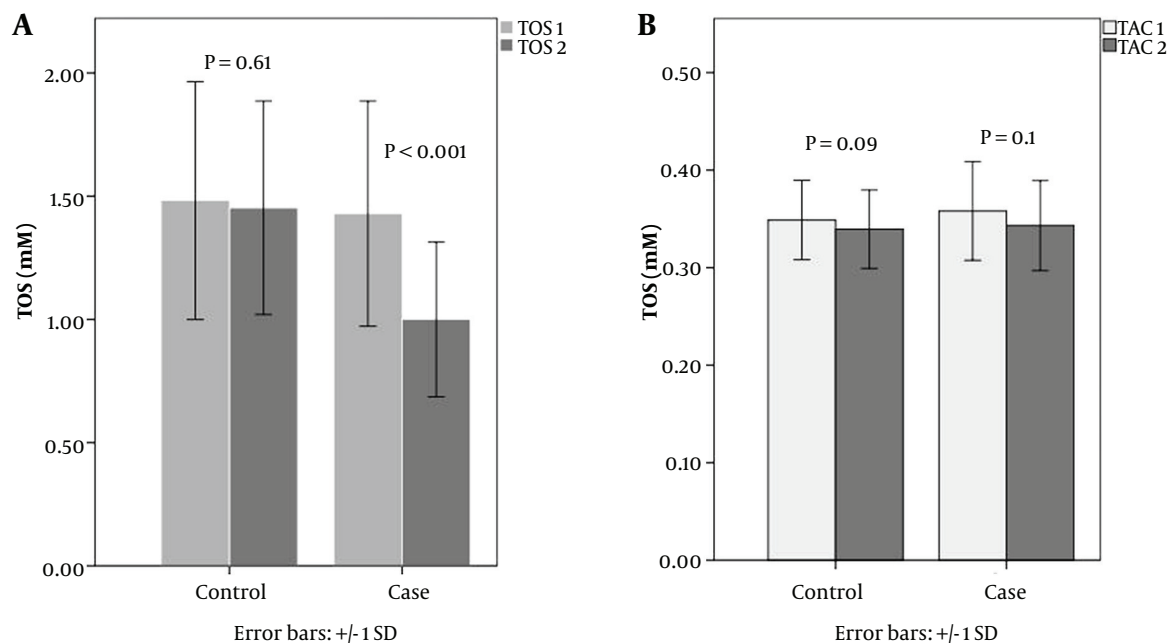 A
TOS 1
TOS 2
2.00
1.50
1.00
0.50
0.00
TOS (mM)
P = 0.61
P < 0.001
Control
Case
Error bars: +/- 1 SD
B
TAC 1
TAC 2
0.50
0.40
0.30
0.20
0.10
0.00
TOS (mM)
P = 0.09
P = 0.1
Control
Case
Error bars: +/- 1 SD